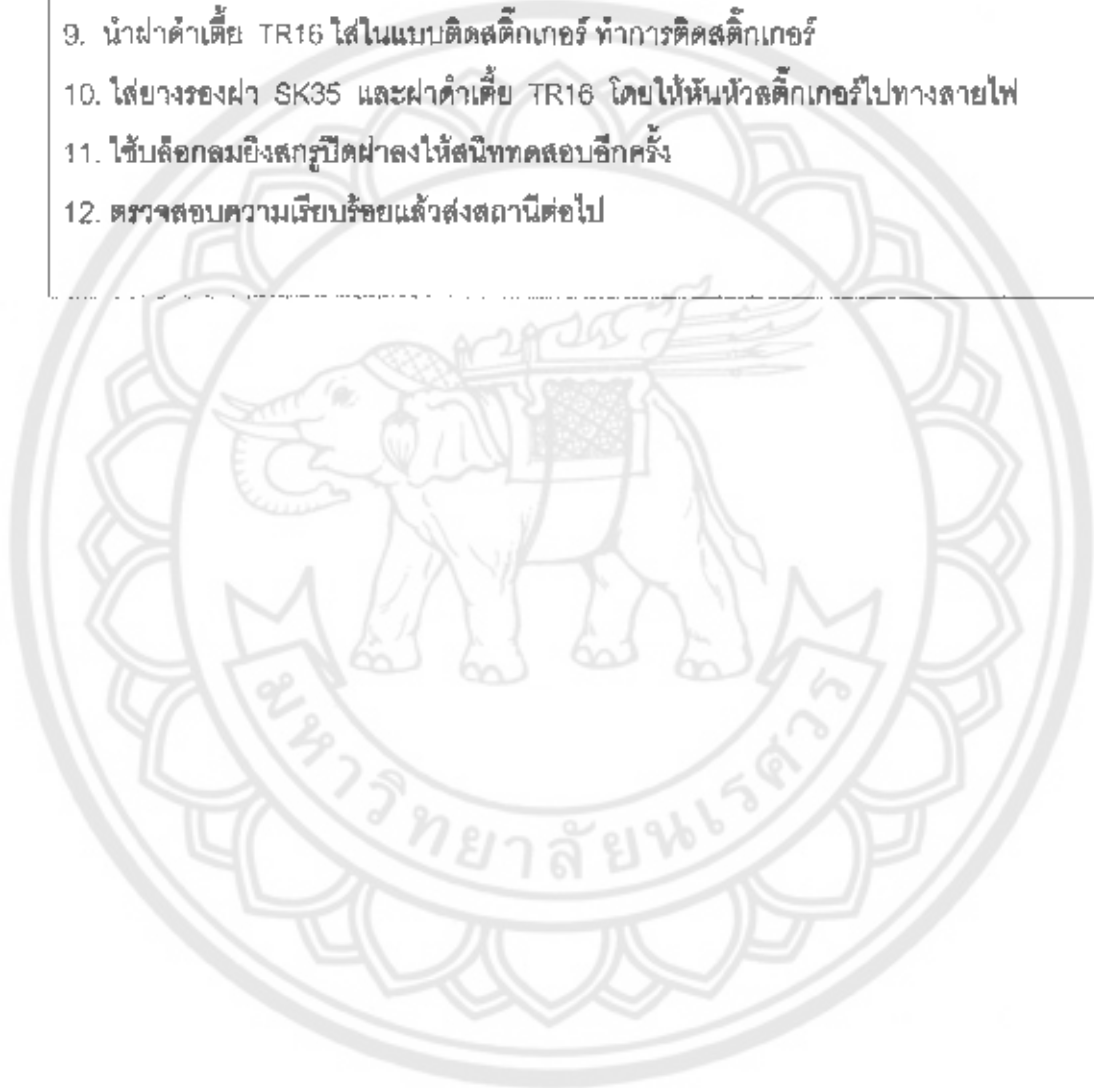 9. นำฝาดำเตี้ย TR16 ใส่ในแบบติดสติ๊กเกอร์ ทำการติดสติ๊กเกอร์
10. ใส่ยางรองฝา SK35 และฝาดำเตี้ย TR16 โดยให้หันหัวสติ๊กเกอร์ไปทางสายไฟ
11. ใช้บล็อกลมยิงสกรูปิดฝาลงให้สนิททดสอบอีกครั้ง
12. ตรวจสอบความเรียบร้อยแล้วส่งสถานีต่อไป
มหาวิทยาลัยนเรศวร